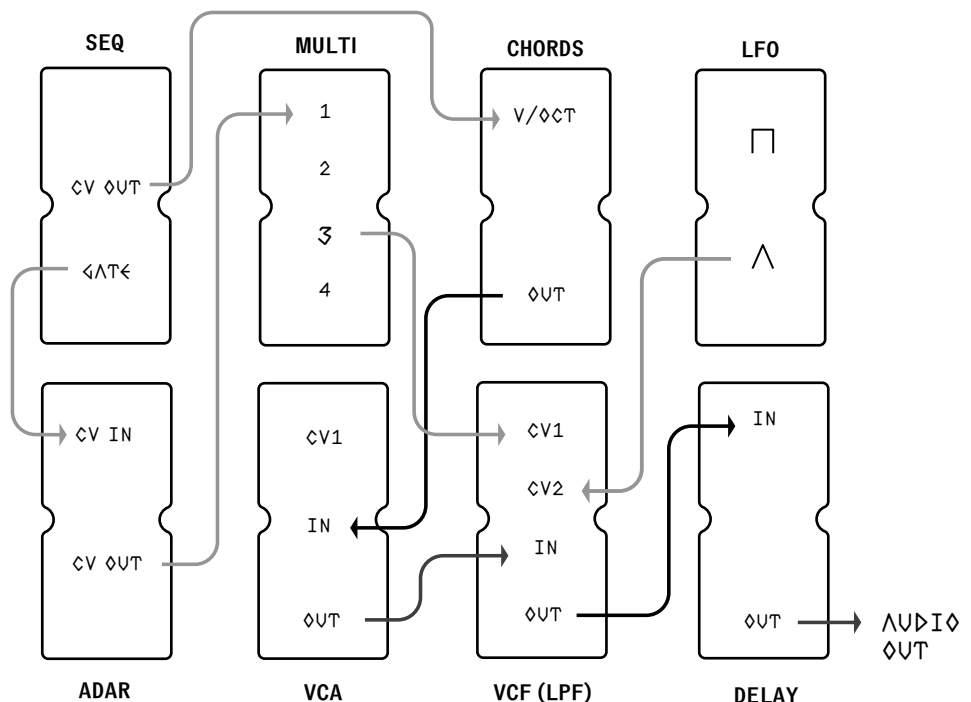 SEQ
MULTI
CHORDS
LFO
1
V/OCT
2
CV OUT
3
GATE
4
OUT
CV IN
CV1
CV1
IN
CV2
IN
IN
CV OUT
OUT
OUT
OUT
AUDIO
OUT
ADAR
VCA
VCF (LPF)
DELAY